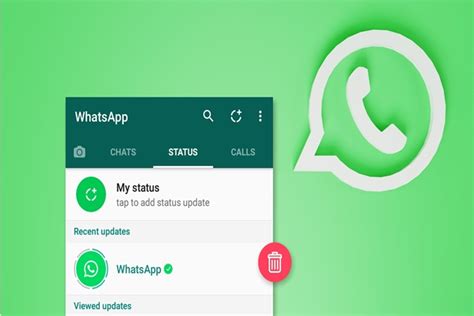 WhatsApp
CHATS STATUS CALLS
My status
tap to add status update
Recent updates
WhatsApp
Viewed updates